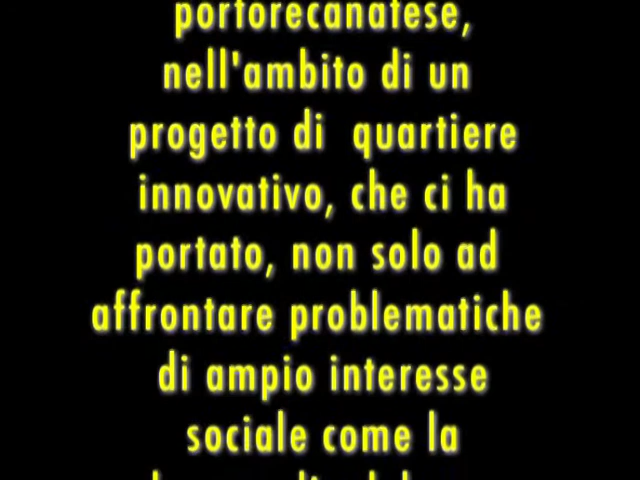 portorecanatese,
nell'ambito di un
progetto di quartiere
innovativo, che ci ha
portato, non solo ad
affrontare problematiche
di ampio interesse
sociale come la